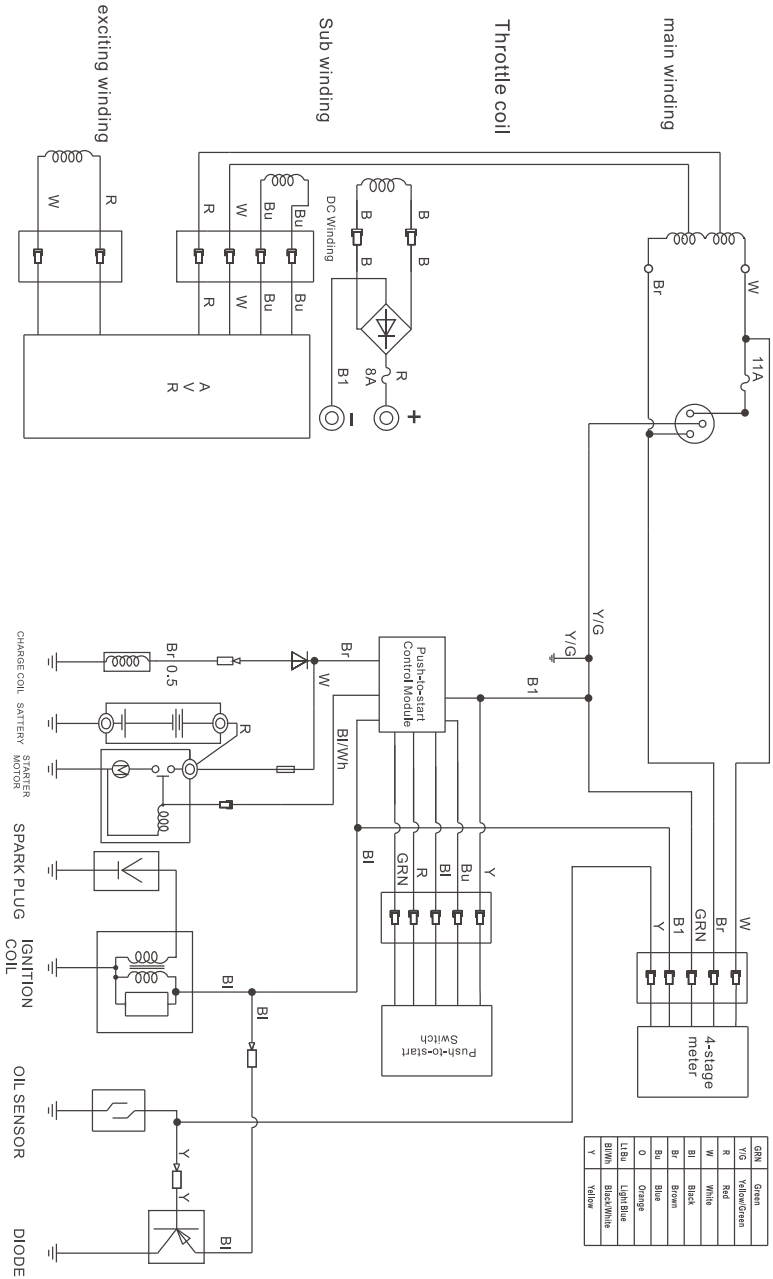 main winding
Throttle coil
Sub winding
exciting winding
DC Winding
W
Br
11A
B
B
B
B
R
8A
B1
+
-
Bu
Bu
W
R
Bu
Bu
W
R
R
W
A
V
R
Y/G
Y/G
B1
Br
W
Bl/Wh
Push-to-start
Control Module
Br 0.5
R
M
GRN
R
Bl
Bu
Y
Bl
Push-to-start
Switch
W
Br
GRN
B1
Y
4-stage
meter
Bl
Bl
Y
Y
Bl
CHARGE COIL
SATTERY
STARTER
MOTOR
SPARK PLUG
IGNITION
COIL
OIL SENSOR
DIODE
GRN Green
Y/G Yellow/Green
R Red
W White
Bl Black
Br Brown
Bu Blue
O Orange
Lt Bu Light Blue
Bl/Wh Black/White
Y Yellow